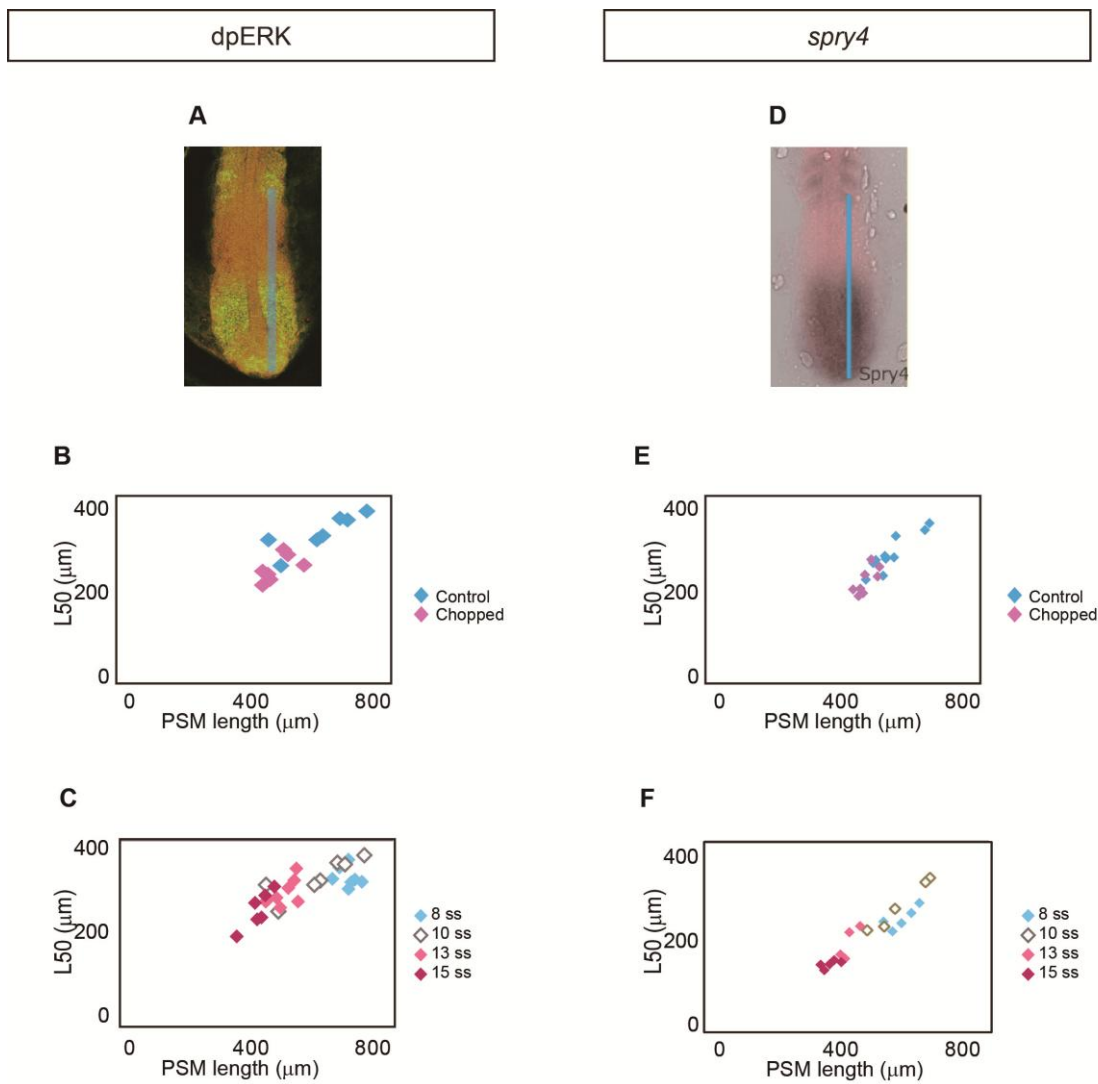 dpERK
spry4
A
D
Spry4
B
E
400
200
0
L50 (μm)
0 400 800
PSM length (μm)
Control
Chopped
400
200
0
L50 (μm)
0 400 800
PSM length (μm)
Control
Chopped
C
F
400
200
0
L50 (μm)
0 400 800
PSM length (μm)
8 ss
10 ss
13 ss
15 ss
400
200
0
L50 (μm)
0 400 800
PSM length (μm)
8 ss
10 ss
13 ss
15 ss